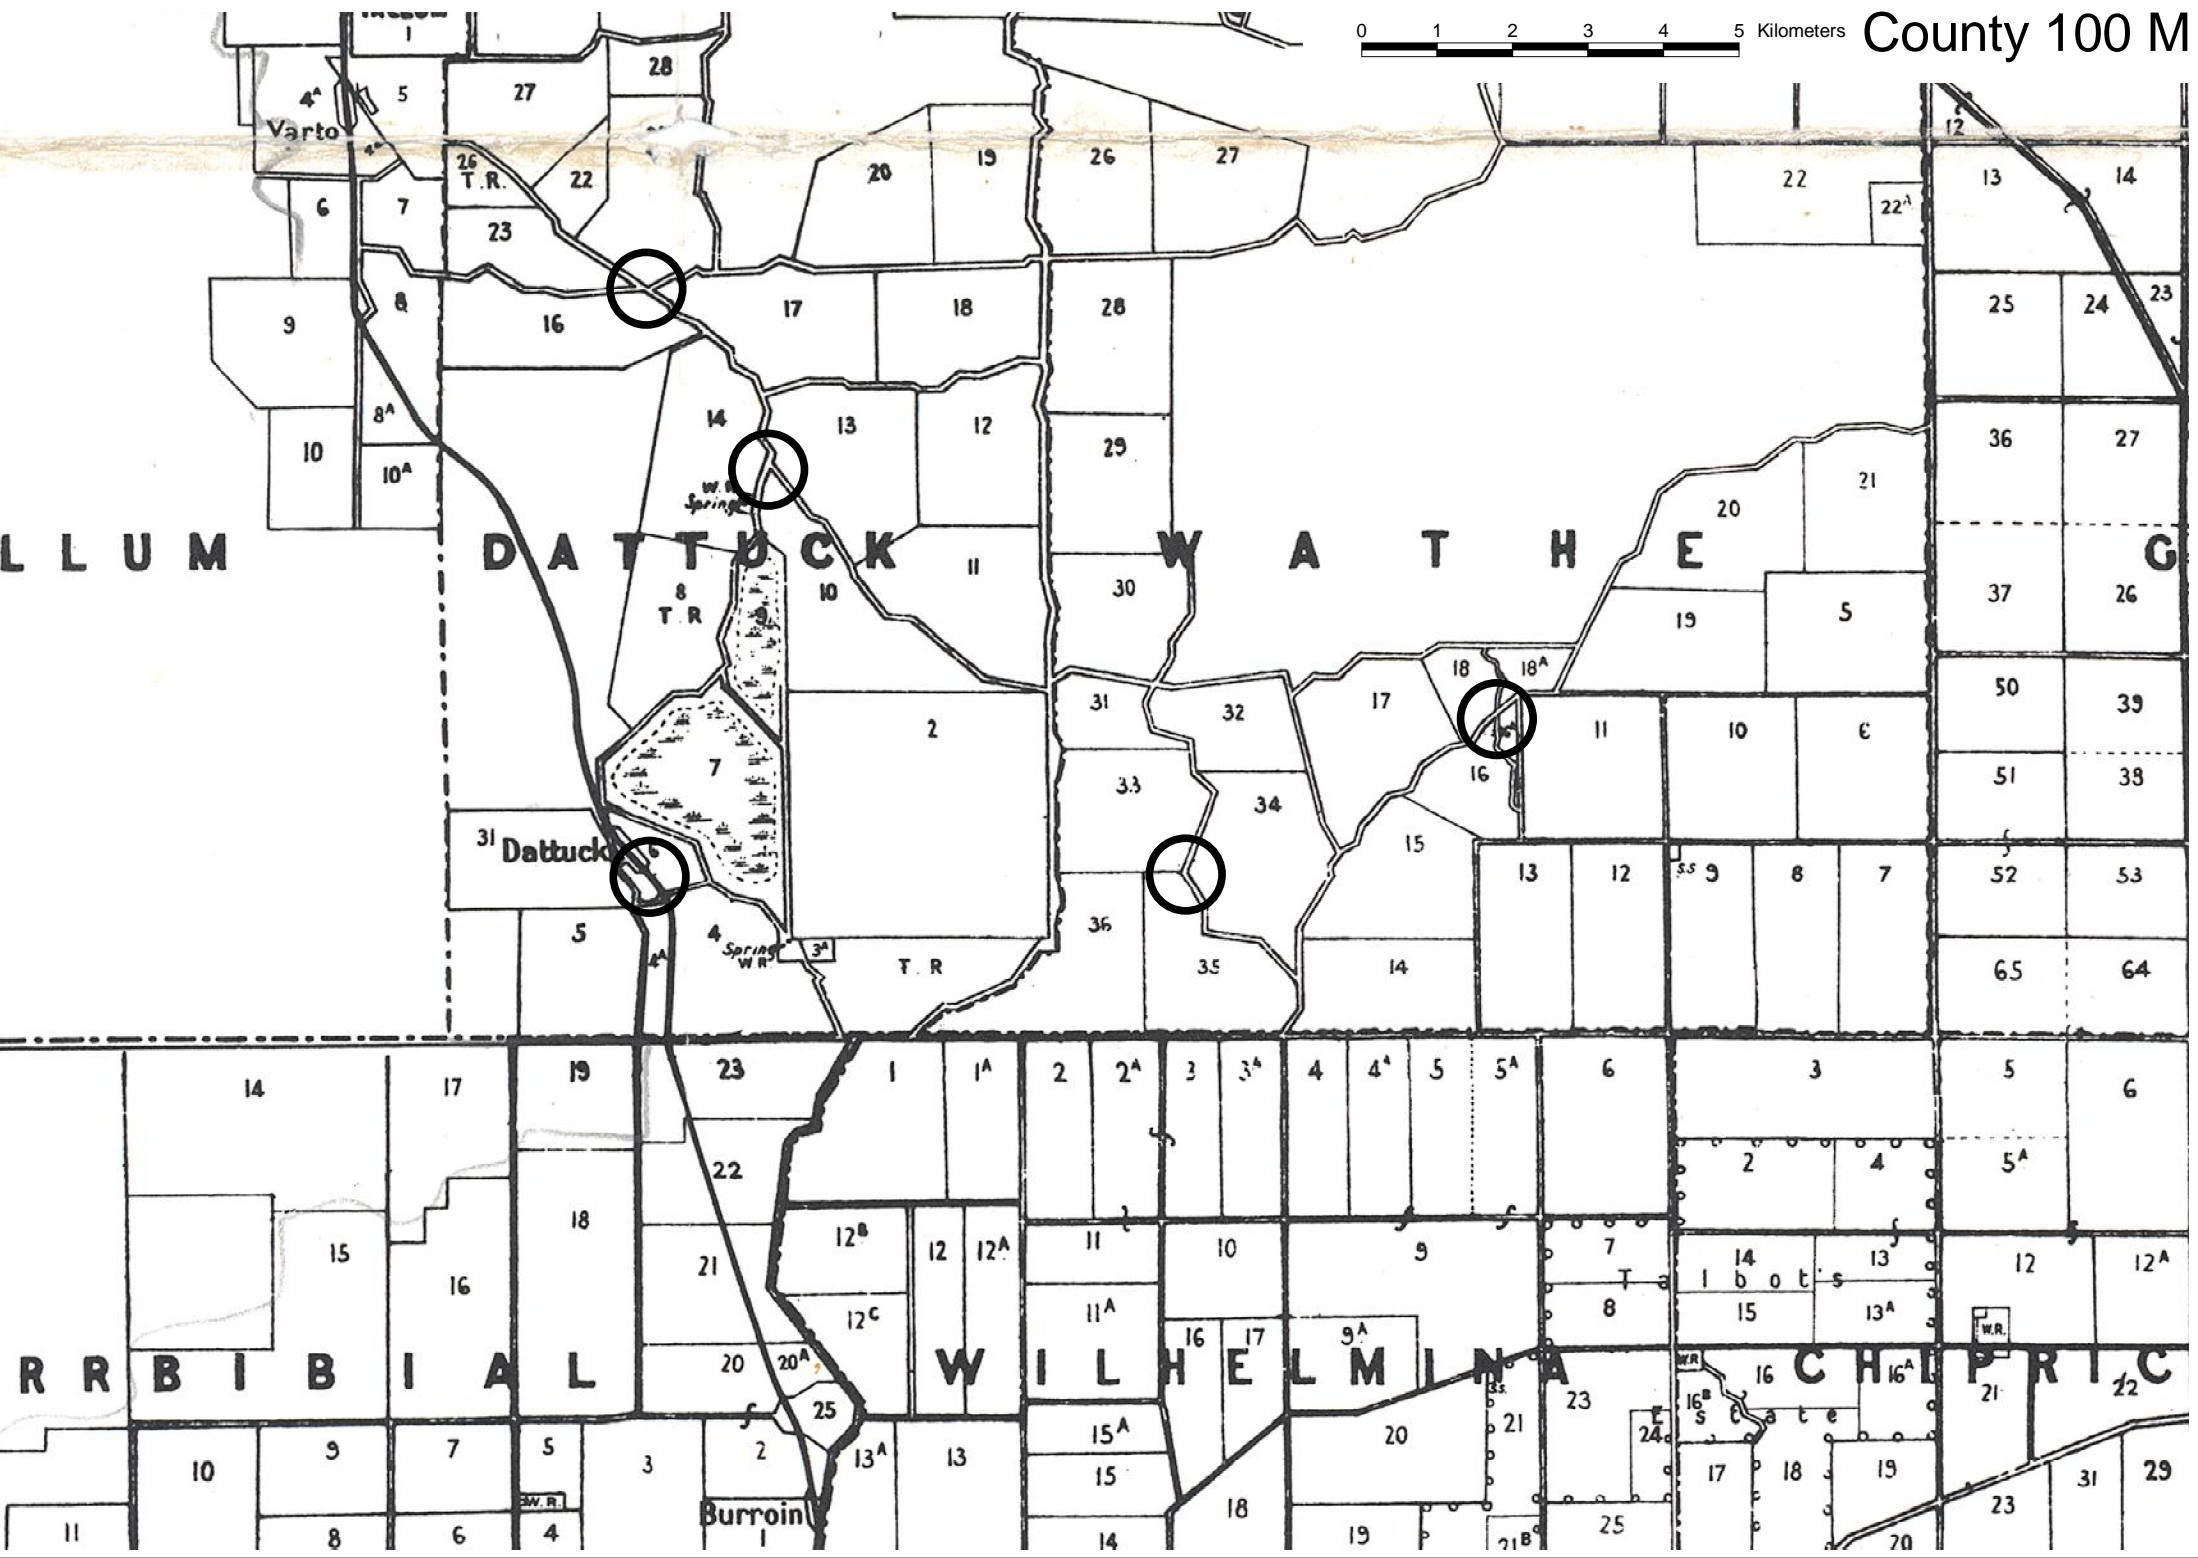 0 1 2 3 4 5 Kilometers County 100 M
1 28
4A 5 27
Varto 12
26 T.R. 22 20 19 26 27 22 13 14
6 7 23 22A
9 8 16 17 18 28 25 24 23
8A 14 13 12 36 27
10 10A 29 21
W.R. Spring 20
LLUM DATTUCK WATHE G
8 T.R 9 10 11 30 19 5 37 26
18 18A
31 32 17 50 39
2 11 10 6
7 33 34 16 51 38
31 Dattuck 6 15 13 12 S.S 9 8 7 52 53
5 4 36
4A Spring W.R. 3A T.R 35 14 65 64
14 17 19 23 1 1A 2 2A 3 3A 4 4A 5 5A 6 3 5 6
22 2 4 5A
15 18 21 12B 12 12A 11 10 9 7 14 13 12 12A
Talbot's
16 12C 11A 8 15 13A W.R.
20 20A 16 17 9A
RRBIBIAL WILHELMINA CHIPRIC
W.R 16 16A 21 22
25 S.S. 23 16B
Estate
10 9 7 5 3 2 13A 13 15A 20 21 24 17 18 19 31 29
W.R. 15 18 23
11 8 6 4 Burroin 1 14 19 21B 25 20